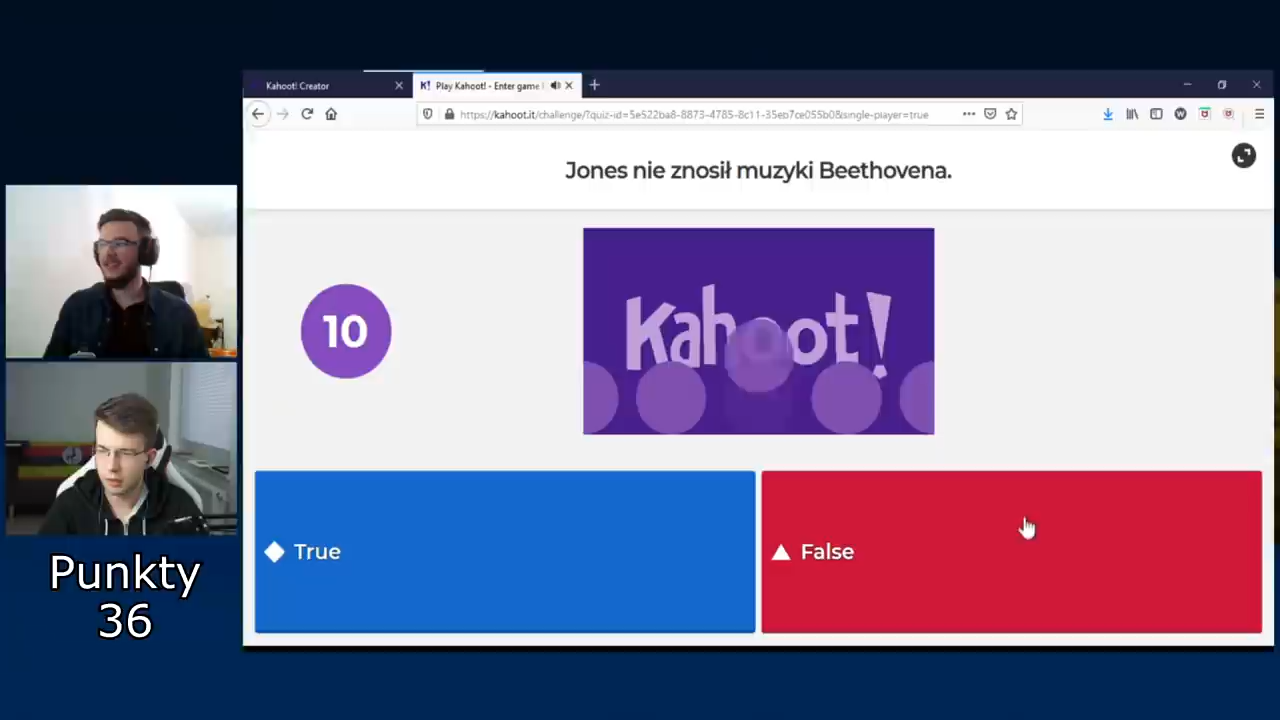 Kahoot! Creator
K! Play Kahoot! - Enter game
https://kahoot.it/challenge/?quiz-id=5e522ba8-8873-4785-8c11-35eb7ce055b0&single-player=true
Jones nie znosił muzyki Beethovena.
10
Kahoot!
True
False
Punkty
36